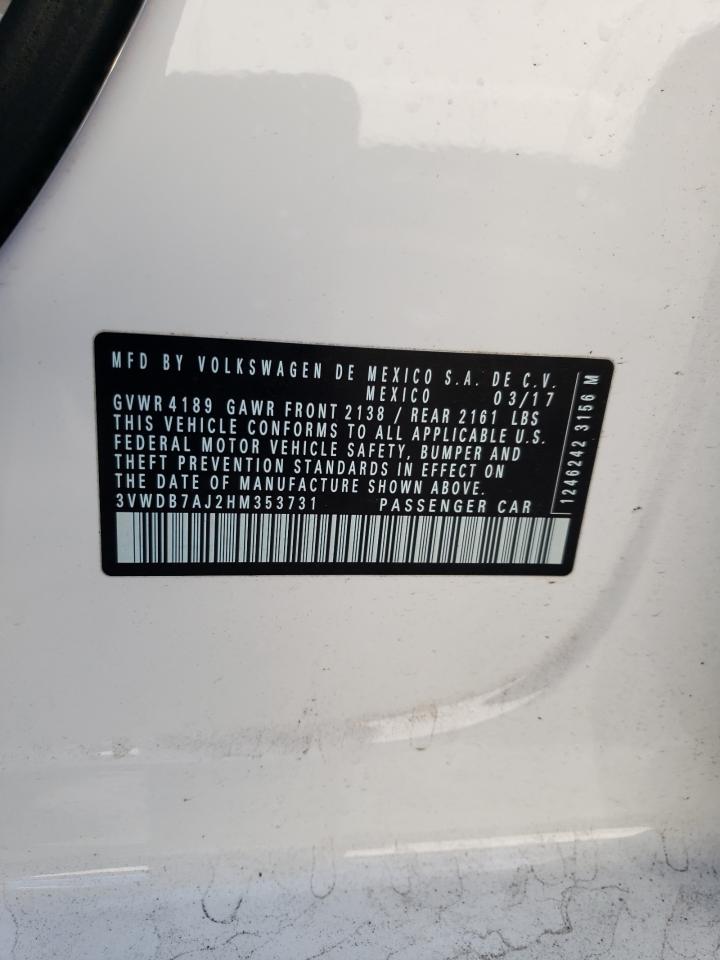 MFD BY VOLKSWAGEN DE MEXICO S.A. DE C.V.
MEXICO 03/17
GVWR 4189 GAWR FRONT 2138 / REAR 2161 LBS
THIS VEHICLE CONFORMS TO ALL APPLICABLE U.S.
FEDERAL MOTOR VEHICLE SAFETY, BUMPER AND
THEFT PREVENTION STANDARDS IN EFFECT ON
THE DATE OF MANUFACTURE SHOWN ABOVE.
3VWDB7AJ2HM353731 PASSENGER CAR
1246242 3156 M